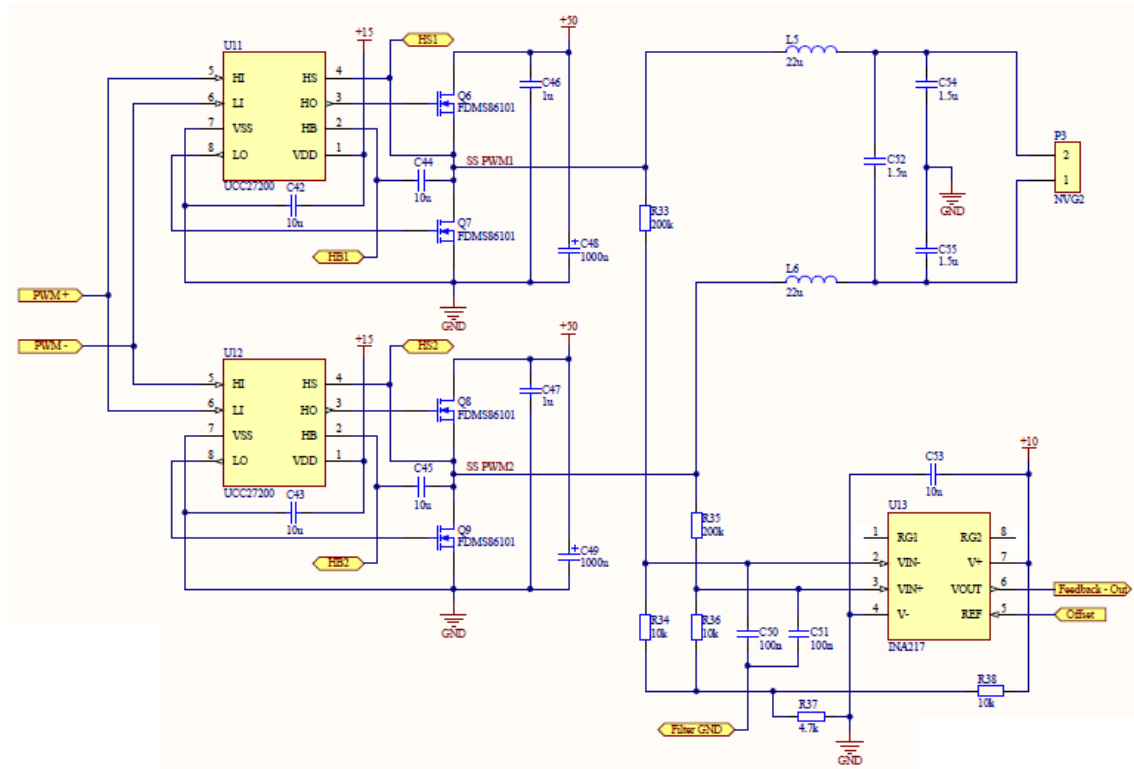 +50
+15
HS1
U11
5 HI HS 4
6 LI HO 3
7 VSS HB 2
8 LO VDD 1
UCC27200
C42
10u
C44
10u
HB1
Q6
FDMS86101
Q7
FDMS86101
C46
1u
C48
1000n
SS PWM1
GND
L5
22u
C54
1.5u
C52
1.5u
C55
1.5u
GND
P3
2
1
NVG2
R33
200k
L6
22u
PWM +
PWM -
+50
+15
HS2
U12
5 HI HS 4
6 LI HO 3
7 VSS HB 2
8 LO VDD 1
UCC27200
C43
10u
C45
10u
HB2
Q8
FDMS86101
Q9
FDMS86101
C47
1u
C49
1000n
SS PWM2
GND
R35
200k
R34
10k
R36
10k
C50
100n
C51
100n
Filter GND
R37
4.7k
R38
10k
GND
+10
C53
10u
U13
1 RG1 RG2 8
2 VIN- V+ 7
3 VIN+ VOUT 6
4 V- REF 5
INA217
Feedback - Out
Offset